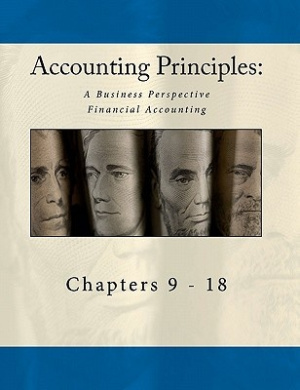 Accounting Principles:
A Business Perspective
Financial Accounting
Chapters 9 - 18